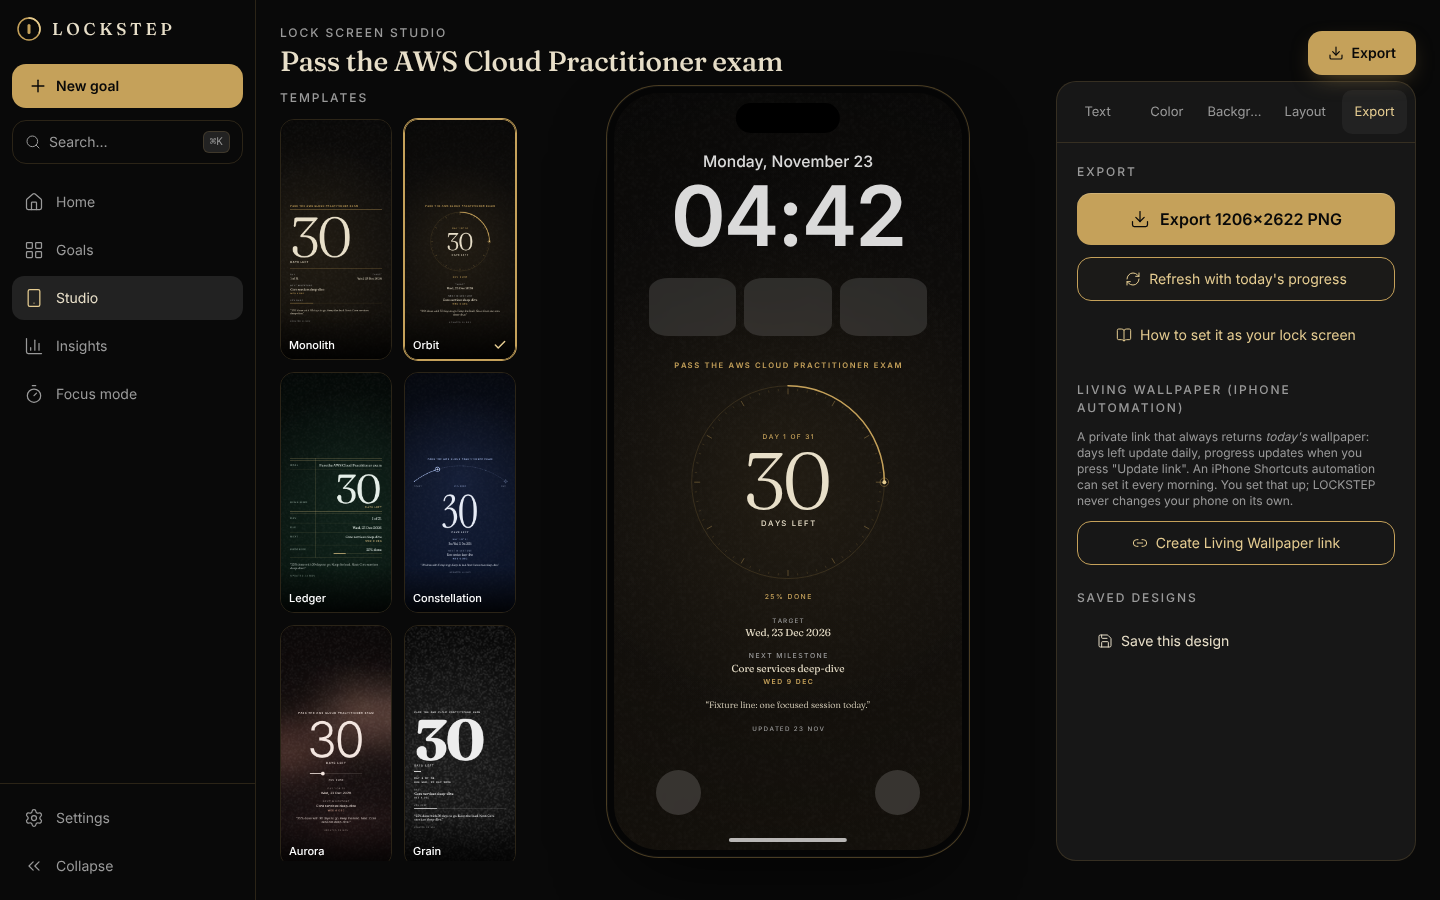 LOCKSTEP
New goal
Search...
⌘K
Home
Goals
Studio
Insights
Focus mode
Settings
Collapse
LOCK SCREEN STUDIO
Pass the AWS Cloud Practitioner exam
Export
TEMPLATES
30
Monolith
30
DAYS LEFT
Orbit
30
DAYS LEFT
Ledger
30
Constellation
30
Aurora
30
Grain
Monday, November 23
04:42
PASS THE AWS CLOUD PRACTITIONER EXAM
DAY 1 OF 31
30
DAYS LEFT
25% DONE
TARGET
Wed, 23 Dec 2026
NEXT MILESTONE
Core services deep-dive
WED 9 DEC
"Fixture line: one focused session today."
UPDATED 23 NOV
Text
Color
Backgr...
Layout
Export
EXPORT
Export 1206×2622 PNG
Refresh with today's progress
How to set it as your lock screen
LIVING WALLPAPER (IPHONE
AUTOMATION)
A private link that always returns today's wallpaper:
days left update daily, progress updates when you
press "Update link". An iPhone Shortcuts automation
can set it every morning. You set that up; LOCKSTEP
never changes your phone on its own.
Create Living Wallpaper link
SAVED DESIGNS
Save this design